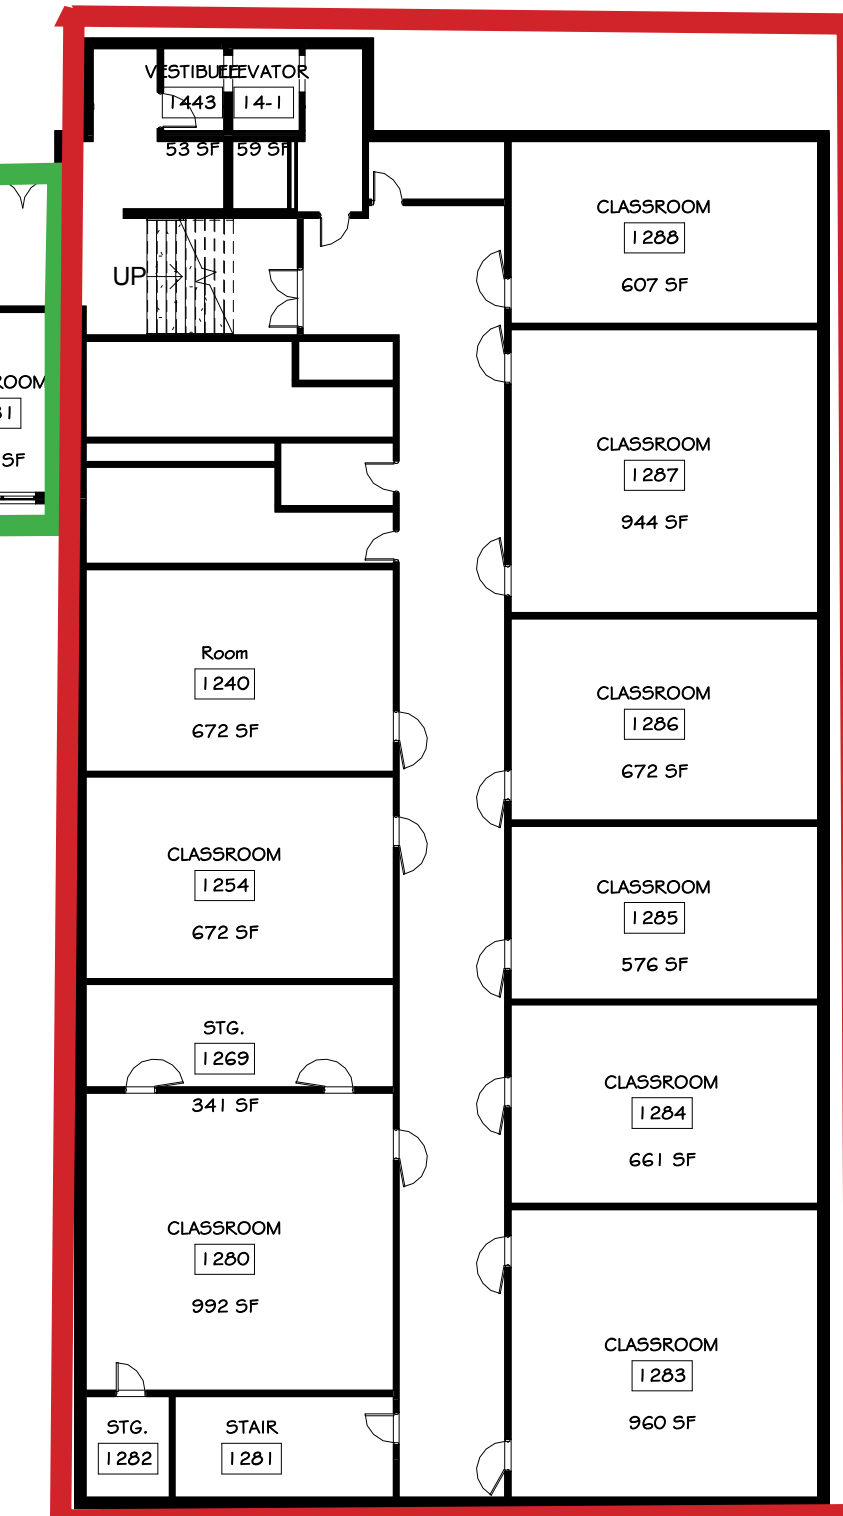 VESTIBULE
1443
53 SF
ELEVATOR
14-1
59 SF
UP
CLASSROOM
1288
607 SF
ROOM
SF
CLASSROOM
1287
944 SF
Room
1240
672 SF
CLASSROOM
1286
672 SF
CLASSROOM
1254
672 SF
CLASSROOM
1285
576 SF
STG.
1269
341 SF
CLASSROOM
1284
661 SF
CLASSROOM
1280
992 SF
CLASSROOM
1283
960 SF
STG.
1282
STAIR
1281